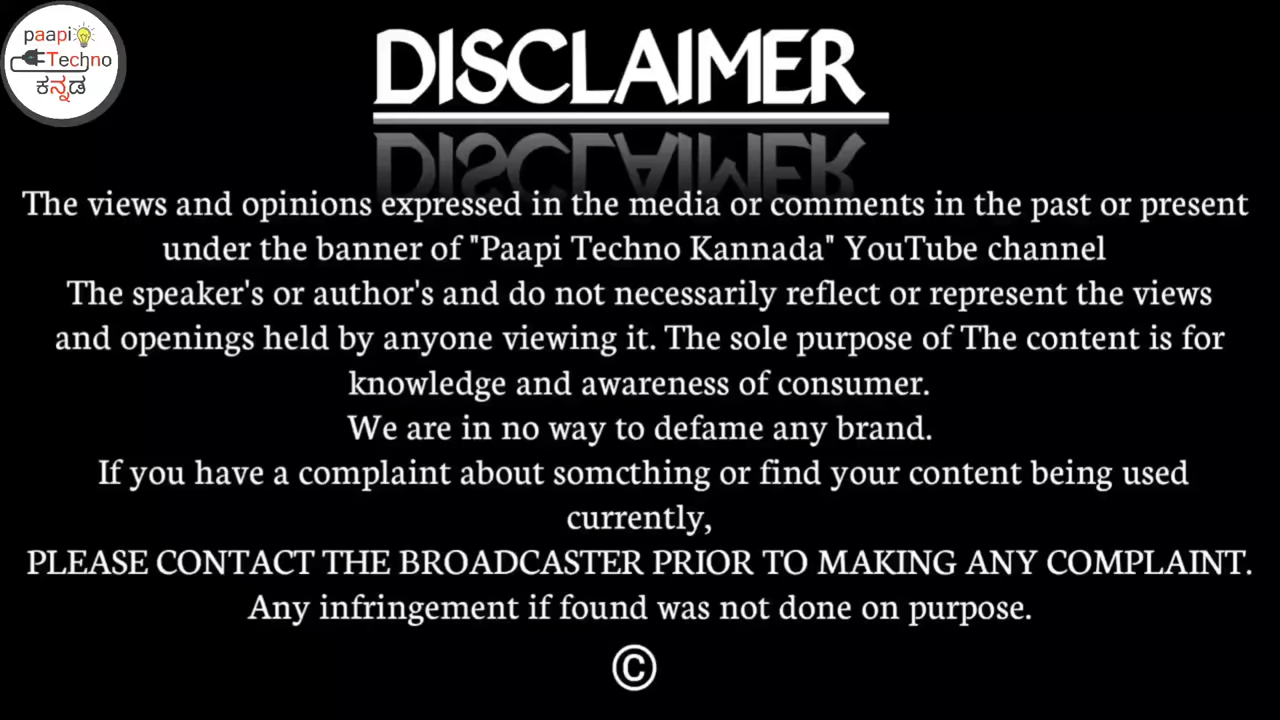 paapi
Techno
ಕನ್ನಡ
DISCLAIMER
The views and opinions expressed in the media or comments in the past or present
under the banner of "Paapi Techno Kannada" YouTube channel
The speaker's or author's and do not necessarily reflect or represent the views
and openings held by anyone viewing it. The sole purpose of The content is for
knowledge and awareness of consumer.
We are in no way to defame any brand.
If you have a complaint about somcthing or find your content being used
currently,
PLEASE CONTACT THE BROADCASTER PRIOR TO MAKING ANY COMPLAINT.
Any infringement if found was not done on purpose.
©